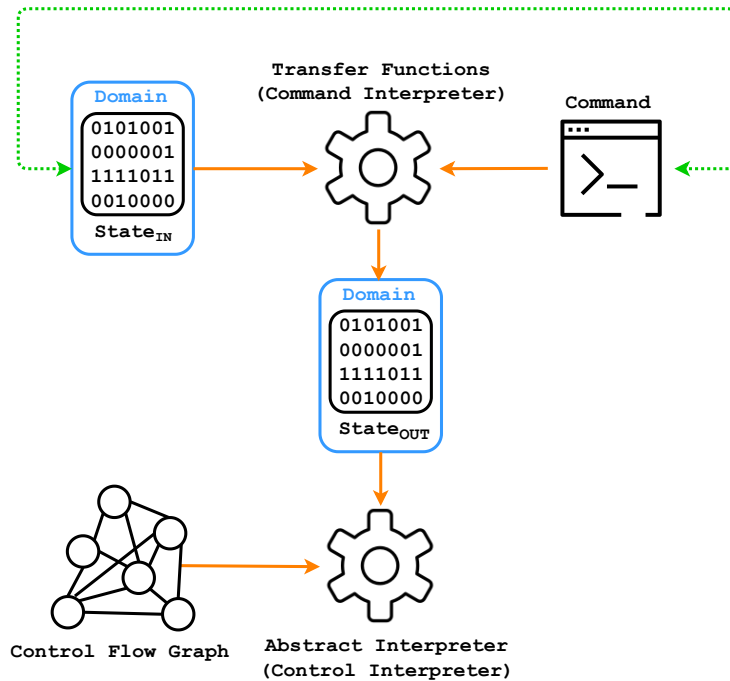 Transfer Functions
(Command Interpreter)
Command
Domain
0101001
0000001
1111011
0010000
StateIN
Domain
0101001
0000001
1111011
0010000
StateOUT
Control Flow Graph
Abstract Interpreter
(Control Interpreter)